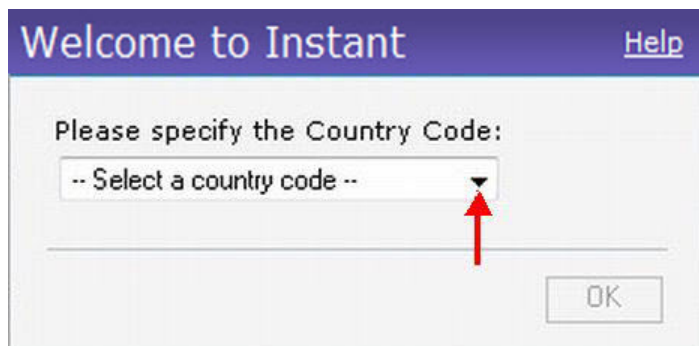 Welcome to Instant Help
Please specify the Country Code:
-- Select a country code --
OK